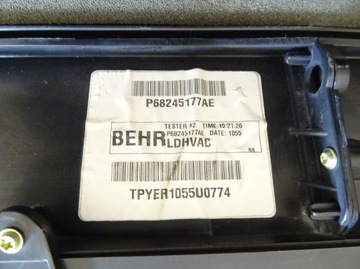 P68245177AE
TESTER #2 TIME 15:21:26
P68245177AE DATE: 1055
BEHR LDHVAC
TPYER1055U0774